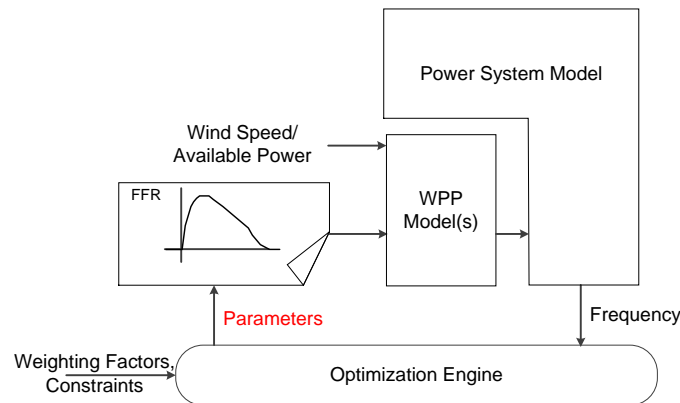 Power System Model
Wind Speed/
Available Power
FFR
WPP
Model(s)
Parameters
Frequency
Weighting Factors,
Constraints
Optimization Engine